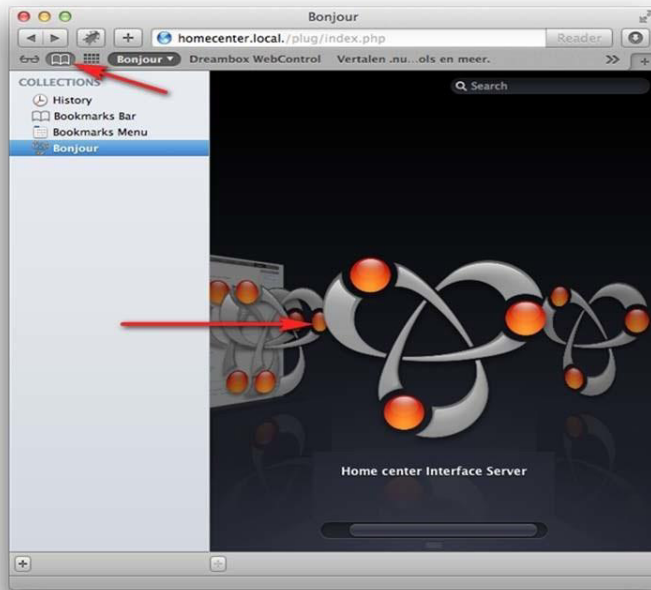 Bonjour
homecenter.local./plug/index.php
Reader
Bonjour Dreambox WebControl Vertalen .nu...ols en meer.
COLLECTIONS
Search
History
Bookmarks Bar
Bookmarks Menu
Bonjour
Home center Interface Server